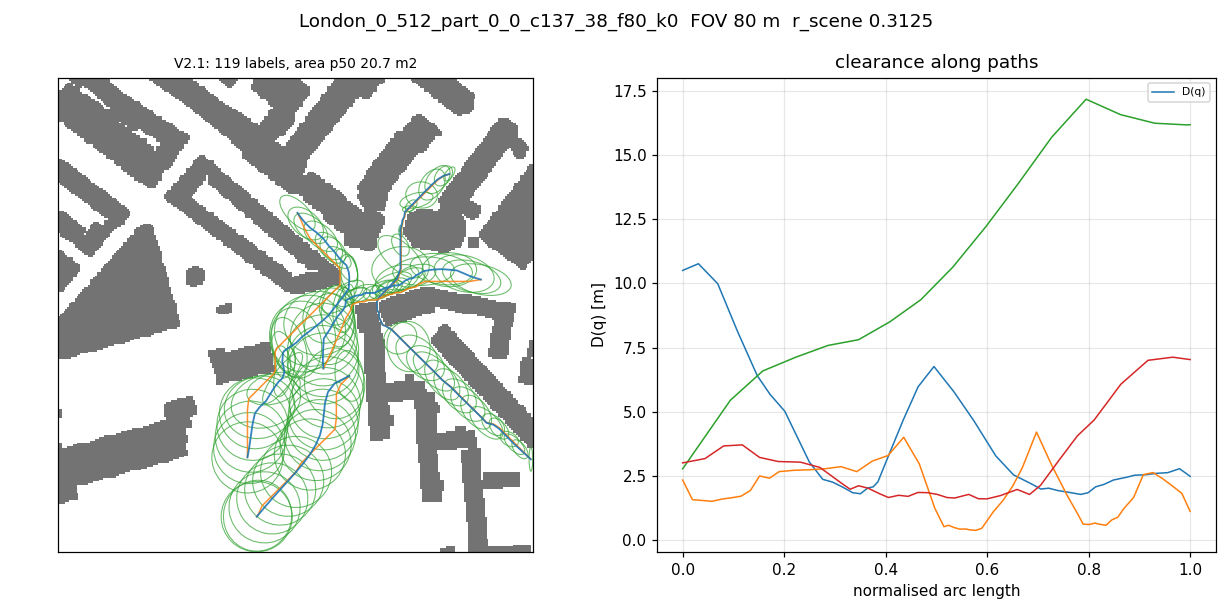 London_0_512_part_0_0_c137_38_f80_k0  FOV 80 m  r_scene 0.3125
V2.1: 119 labels, area p50 20.7 m2
clearance along paths
D(q)
17.5
15.0
12.5
10.0
7.5
5.0
2.5
0.0
D(q) [m]
0.0 0.2 0.4 0.6 0.8 1.0
normalised arc length